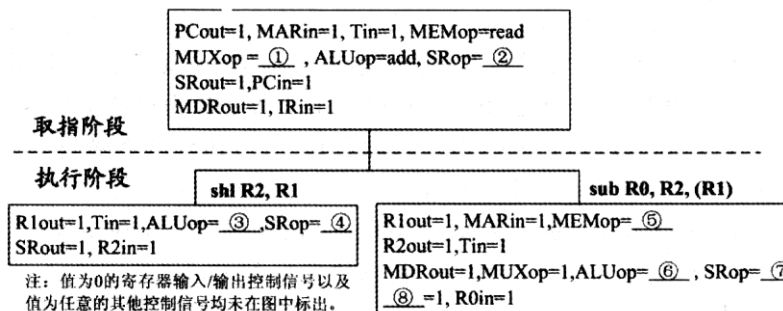 PCout=1, MARin=1, Tin=1, MEMop=read
MUXop = ① , ALUop=add, SRop= ②
SRout=1,PCin=1
MDRout=1, IRin=1
取指阶段
执行阶段
shl R2, R1
sub R0, R2, (R1)
R1out=1,Tin=1,ALUop= ③ ,SRop= ④
SRout=1, R2in=1
R1out=1, MARin=1,MEMop= ⑤
R2out=1,Tin=1
MDRout=1,MUXop=1,ALUop= ⑥ , SRop= ⑦
⑧ =1, R0in=1
注：值为0的寄存器输入/输出控制信号以及
值为任意的其他控制信号均未在图中标出。